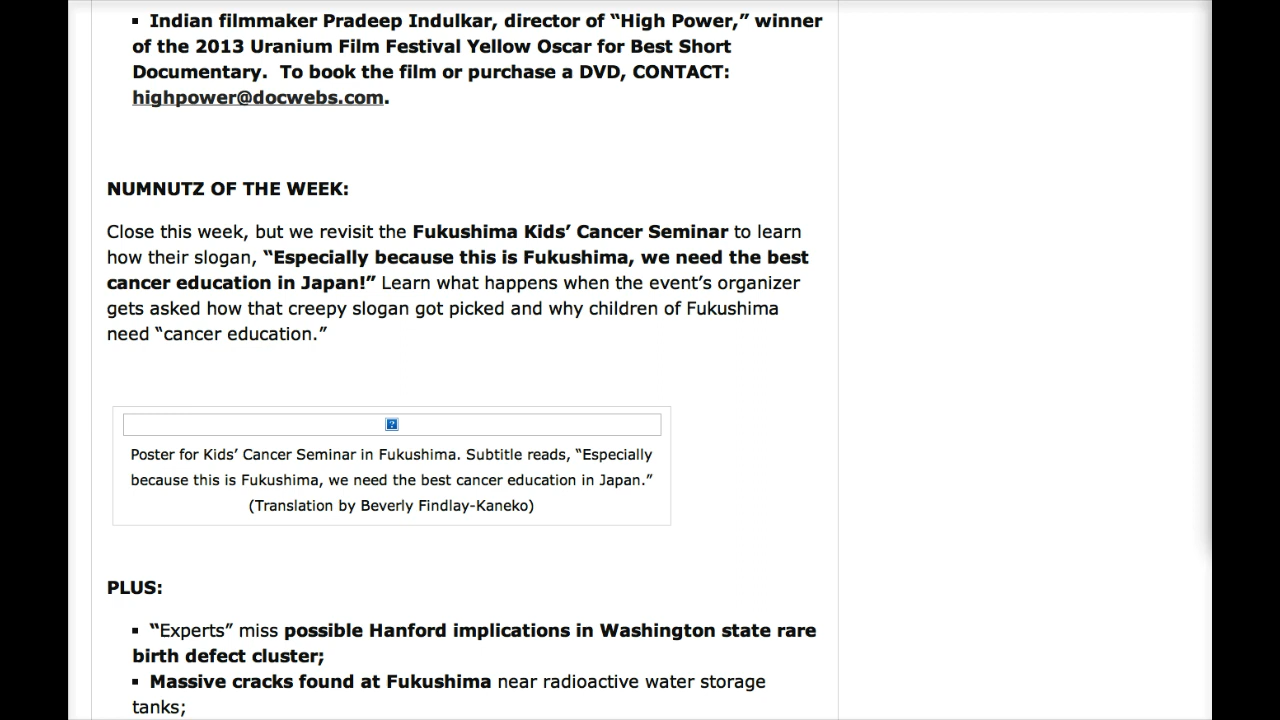 ▪ Indian filmmaker Pradeep Indulkar, director of “High Power,” winner
of the 2013 Uranium Film Festival Yellow Oscar for Best Short
Documentary.  To book the film or purchase a DVD, CONTACT:
highpower@docwebs.com.
NUMNUTZ OF THE WEEK:
Close this week, but we revisit the Fukushima Kids’ Cancer Seminar to learn
how their slogan, “Especially because this is Fukushima, we need the best
cancer education in Japan!” Learn what happens when the event’s organizer
gets asked how that creepy slogan got picked and why children of Fukushima
need “cancer education.”
?
Poster for Kids’ Cancer Seminar in Fukushima. Subtitle reads, “Especially
because this is Fukushima, we need the best cancer education in Japan.”
(Translation by Beverly Findlay-Kaneko)
PLUS:
▪ “Experts” miss possible Hanford implications in Washington state rare
birth defect cluster;
▪ Massive cracks found at Fukushima near radioactive water storage
tanks;